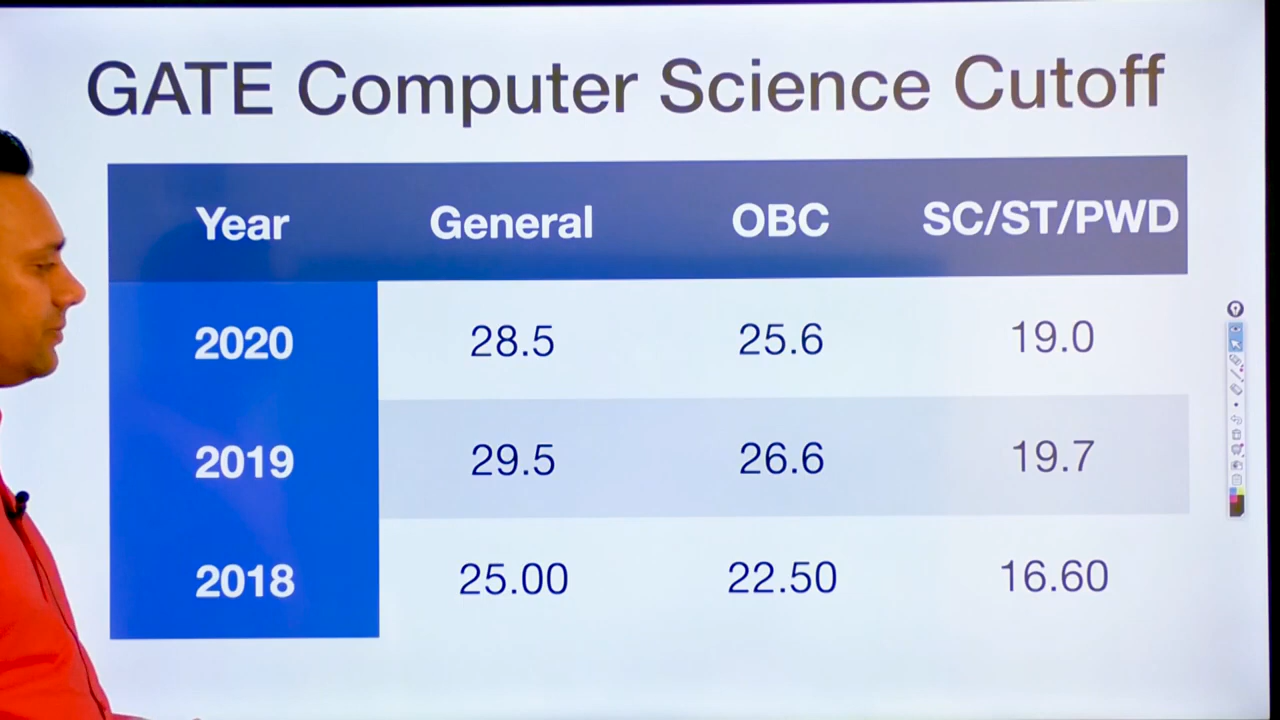 GATE Computer Science Cutoff
Year General OBC SC/ST/PWD
2020 28.5 25.6 19.0
2019 29.5 26.6 19.7
2018 25.00 22.50 16.60